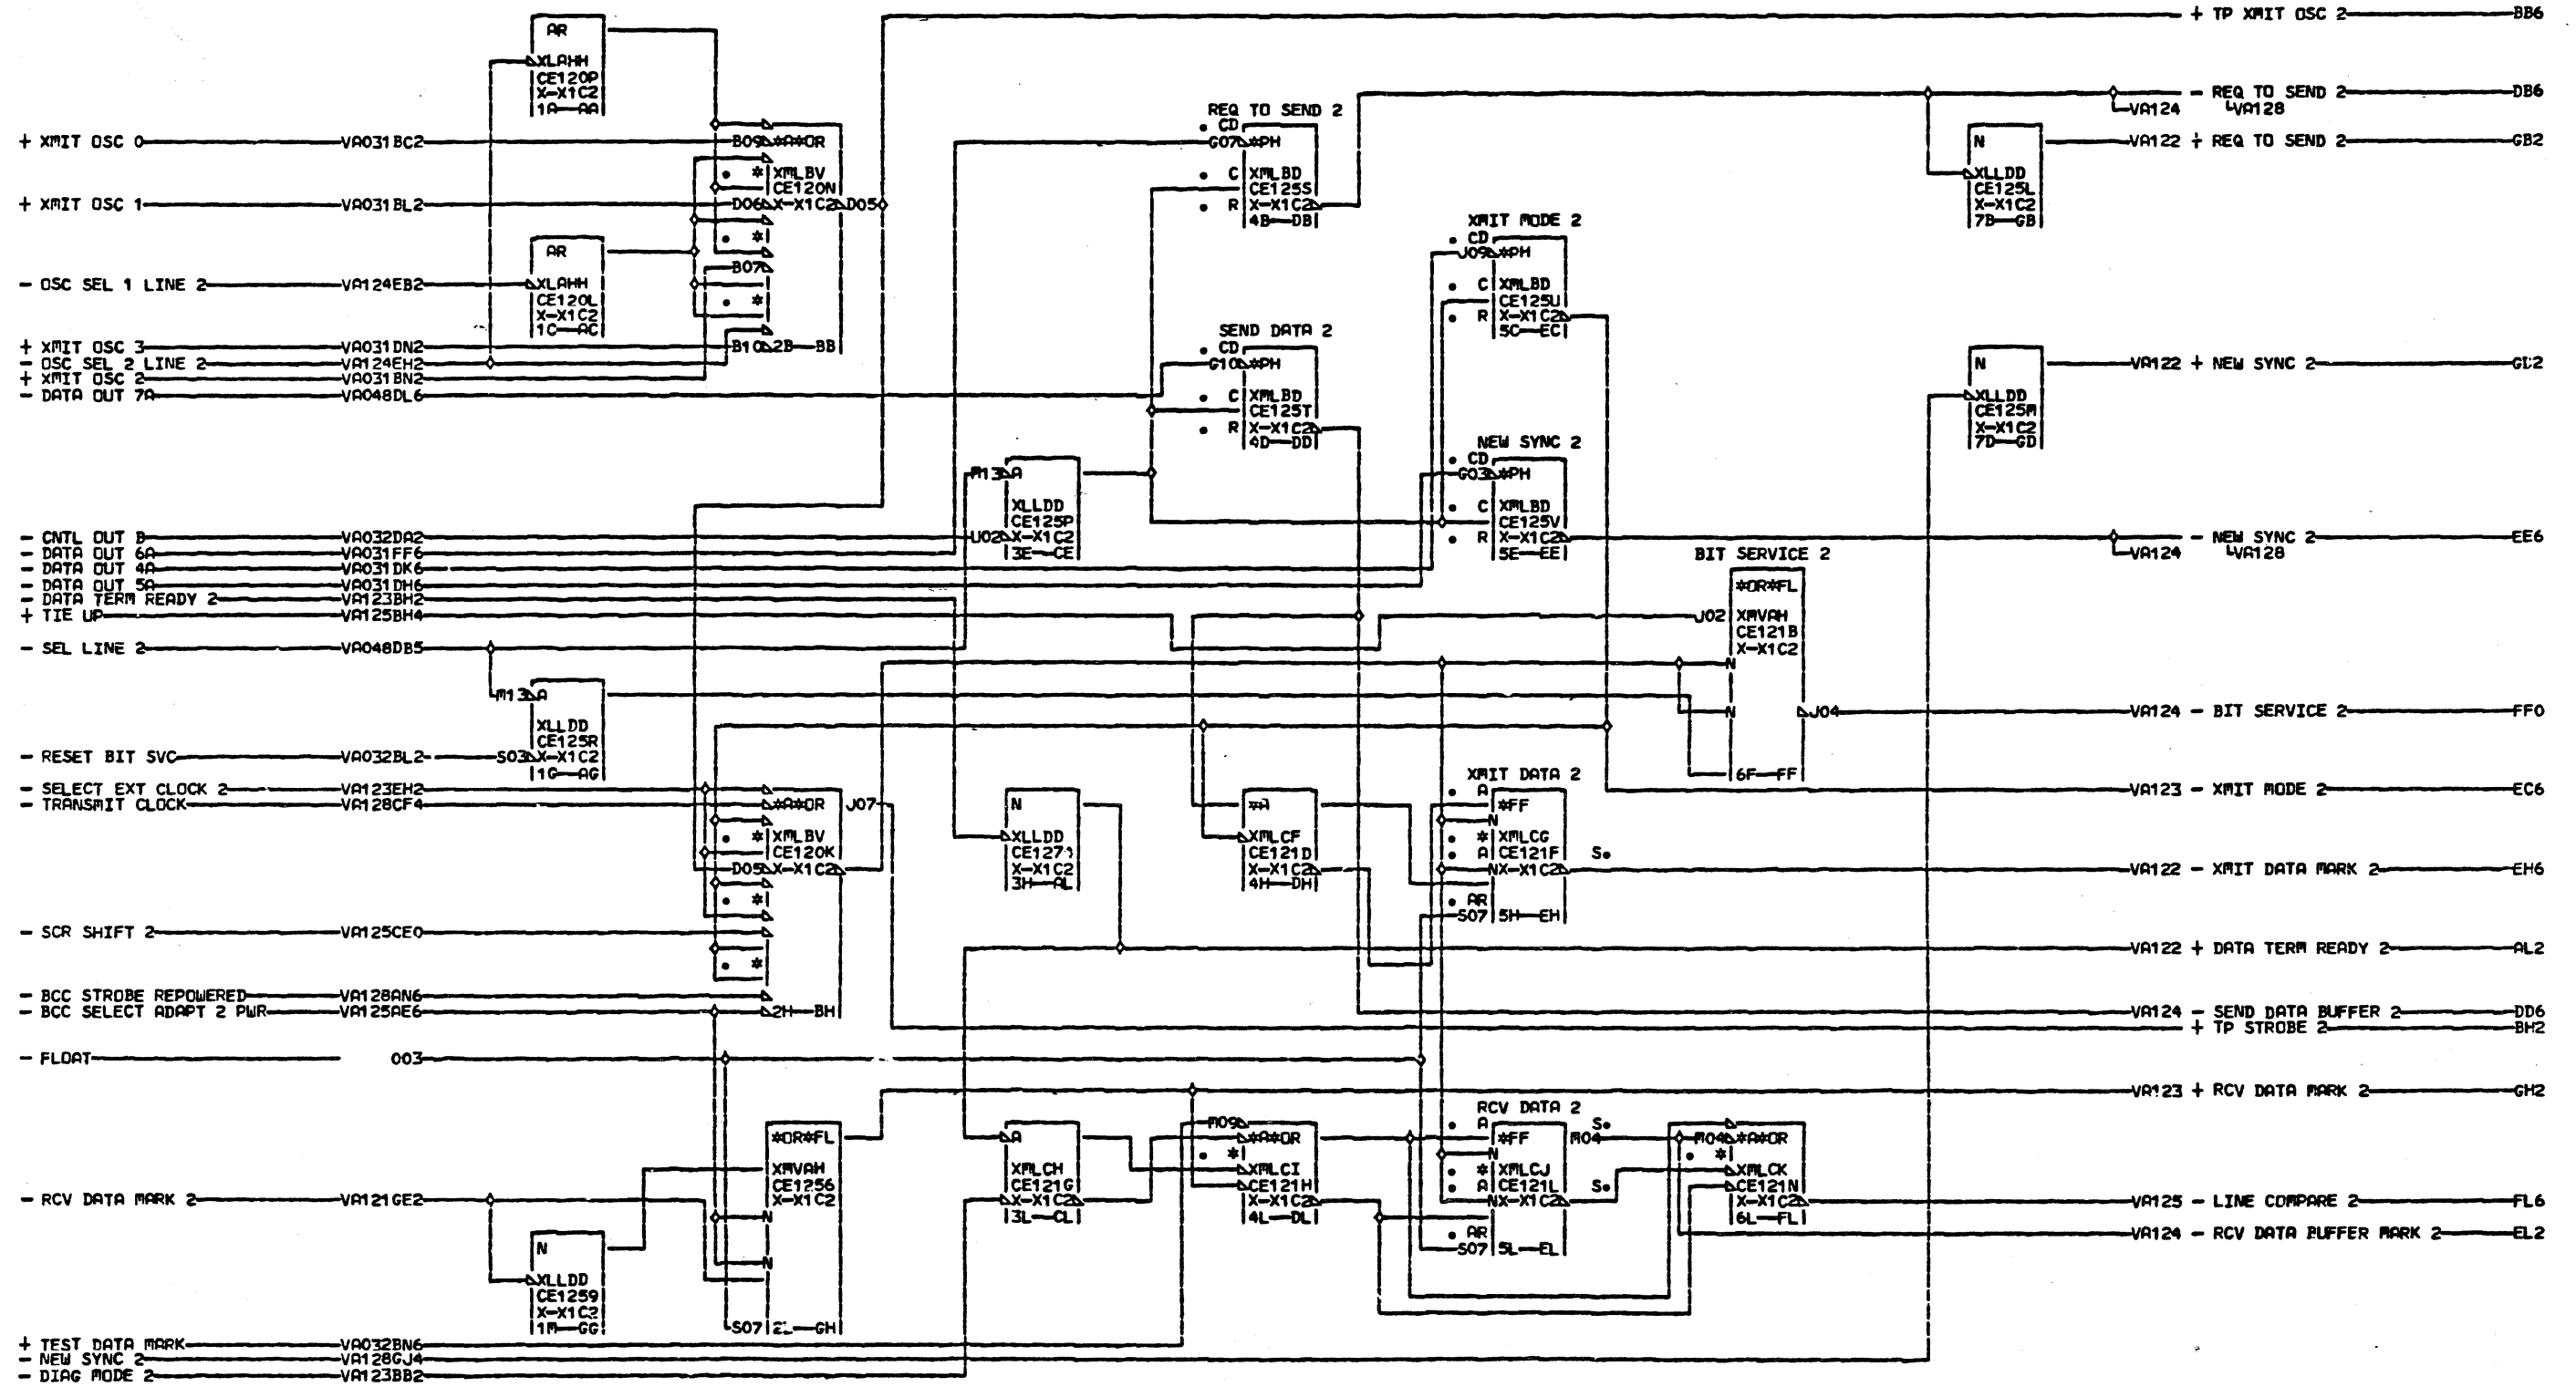 + TP XMIT OSC 2 BB6
AR
XLAHH
CE120P
X-X1C2
1A-AA
- REQ TO SEND 2 DB6
VA124 VA128
+ XMIT OSC 0 VA031BC2
B09 *A*OR
* XMLBV
CE120N
+ XMIT OSC 1 VA031BL2
D06 X-X1C2 D05
*
B07
*
B10 2B-BB
REQ TO SEND 2
CD
G07 *PH
C XMLBD
CE125S
R X-X1C2
4B-DB
N
XLLDD
CE125L
X-X1C2
7B-GB
VA122 + REQ TO SEND 2 GB2
AR
XLAHH
CE120L
X-X1C2
1C-AC
- OSC SEL 1 LINE 2 VA124EB2
+ XMIT OSC 3 VA031DN2
- OSC SEL 2 LINE 2 VA124EH2
+ XMIT OSC 2 VA031BN2
- DATA OUT 7A VA048DL6
XMIT MODE 2
CD
J09 *PH
C XMLBD
CE125U
R X-X1C2
5C-EC
SEND DATA 2
CD
G10 *PH
C XMLBD
CE125T
R X-X1C2
4D-DD
N
XLLDD
CE125M
X-X1C2
7D-GD
VA122 + NEW SYNC 2 GD2
NEW SYNC 2
CD
G03 *PH
C XMLBD
CE125V
R X-X1C2
5E-EE
M13 A
XLLDD
CE125P
U02 X-X1C2
3E-CE
- NEW SYNC 2 EE6
VA124 VA128
- CNTL OUT B VA032DA2
- DATA OUT 6A VA031FF6
- DATA OUT 4A VA031DK6
- DATA OUT 5A VA031DH6
- DATA TERM READY 2 VA123BH2
+ TIE UP VA125BH4
- SEL LINE 2 VA048DB5
BIT SERVICE 2
*OR*FL
J02 XMVAH
CE121B
X-X1C2
N
N J04
6F-FF
VA124 - BIT SERVICE 2 FF0
M13 A
XLLDD
CE125R
S03 X-X1C2
1G-AG
- RESET BIT SVC VA032BL2
- SELECT EXT CLOCK 2 VA123EH2
- TRANSMIT CLOCK VA128CF4
*A*OR J07
* XMLBV
CE120K
D05 X-X1C2
*
*
2H-BH
N
XLLDD
X-X1C2
3H-AL
*A
XMLCF
CE121D
X-X1C2
4H-DH
XMIT DATA 2
A
*FF
N
* XMLCG
A CE121F S
NX-X1C2
AR
S07 5H-EH
VA123 - XMIT MODE 2 EC6
VA122 - XMIT DATA MARK 2 EH6
- SCR SHIFT 2 VA125CE0
VA122 + DATA TERM READY 2 AL2
- BCC STROBE REPOWERED VA128AN6
- BCC SELECT ADAPT 2 PWR VA125AE6
VA124 - SEND DATA BUFFER 2 DD6
+ TP STROBE 2 BH2
- FLOAT 003
VA123 + RCV DATA MARK 2 GH2
*OR*FL
XMVAH
CE1256
X-X1C2
N
N
S07 2L-GH
A
XMLCH
CE121G
X-X1C2
3L-CL
M09
*A*OR
*
XMLCI
CE121H
X-X1C2
4L-DL
RCV DATA 2
A S
*FF M04
N
* XMLCJ
A CE121L S
NX-X1C2
AR
S07 5L-EL
M04 *A*OR
*
XMLCK
CE121N
X-X1C2
6L-FL
- RCV DATA MARK 2 VA121GE2
VA125 - LINE COMPARE 2 FL6
VA124 - RCV DATA BUFFER MARK 2 EL2
N
XLLDD
CE1259
X-X1C2
1M-GG
+ TEST DATA MARK VA032BN6
- NEW SYNC 2 VA128GJ4
- DIAG MODE 2 VA123BB2